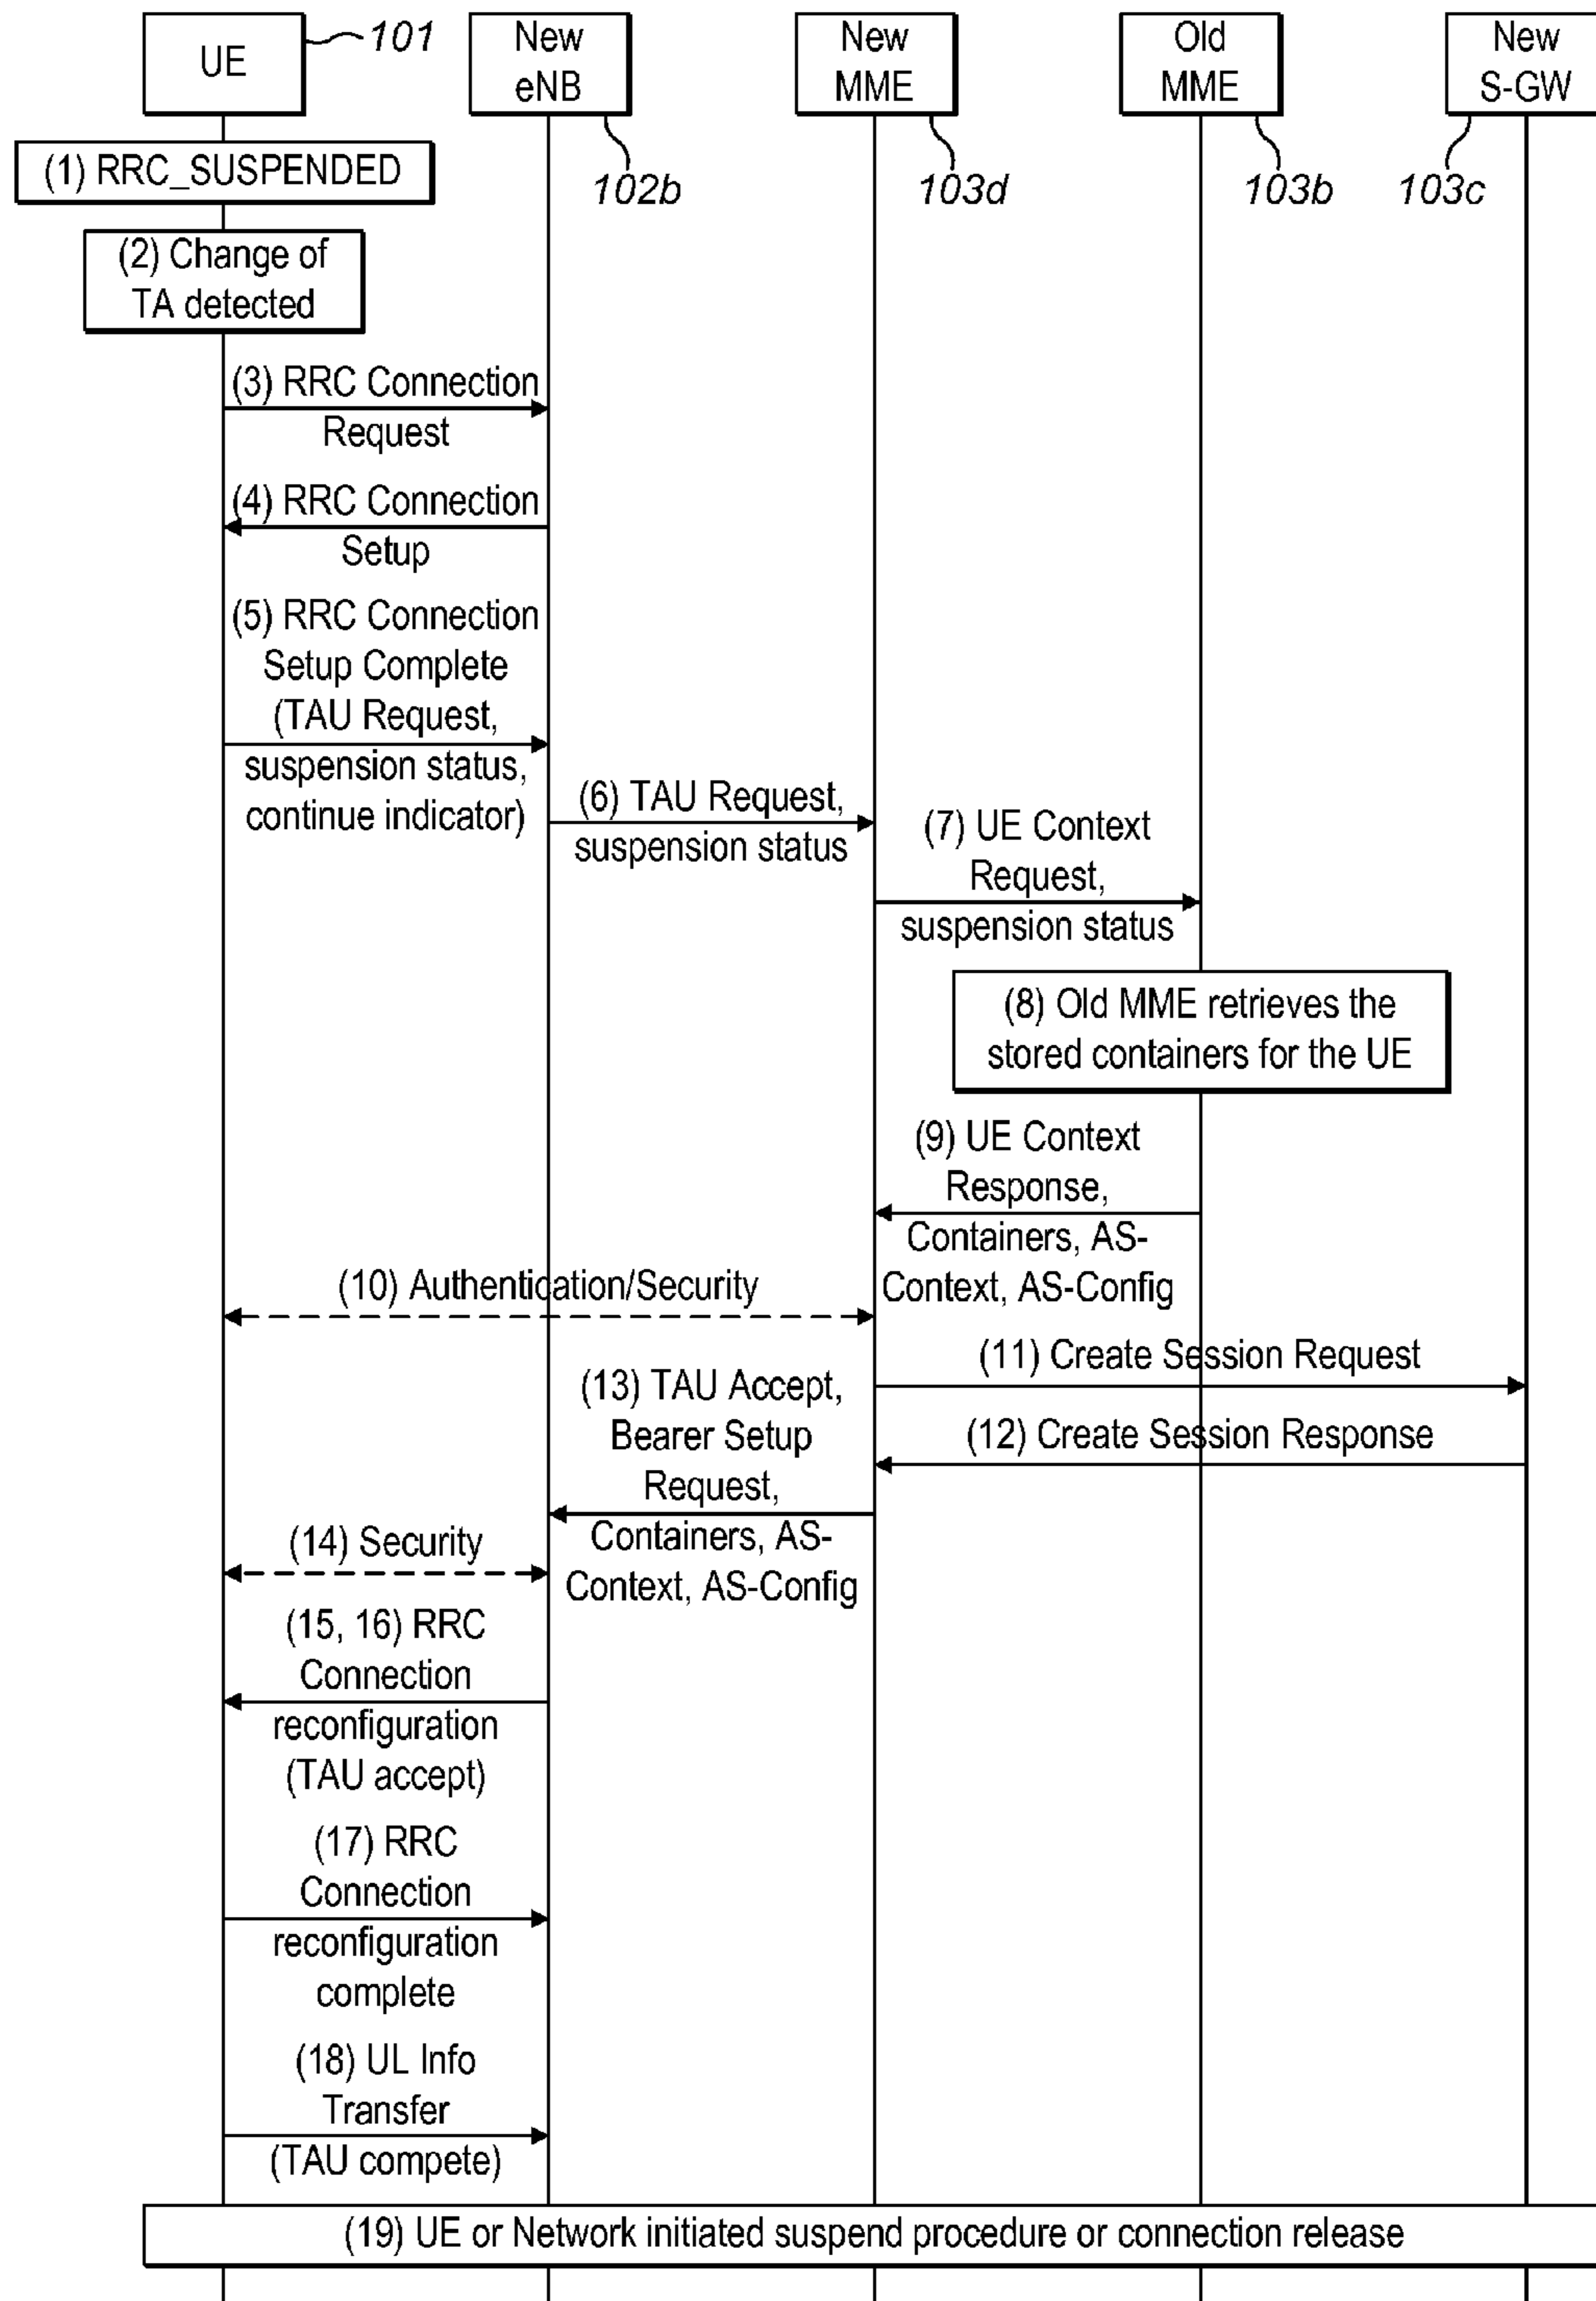 UE
101
New
eNB
New
MME
Old
MME
New
S-GW
102b
103d
103b
103c
(1) RRC_SUSPENDED
(2) Change of
TA detected
(3) RRC Connection
Request
(4) RRC Connection
Setup
(5) RRC Connection
Setup Complete
(TAU Request,
suspension status,
continue indicator)
(6) TAU Request,
suspension status
(7) UE Context
Request,
suspension status
(8) Old MME retrieves the
stored containers for the UE
(9) UE Context
Response,
Containers, AS-
Context, AS-Config
(10) Authentication/Security
(11) Create Session Request
(12) Create Session Response
(13) TAU Accept,
Bearer Setup
Request,
Containers, AS-
Context, AS-Config
(14) Security
(15, 16) RRC
Connection
reconfiguration
(TAU accept)
(17) RRC
Connection
reconfiguration
complete
(18) UL Info
Transfer
(TAU compete)
(19) UE or Network initiated suspend procedure or connection release